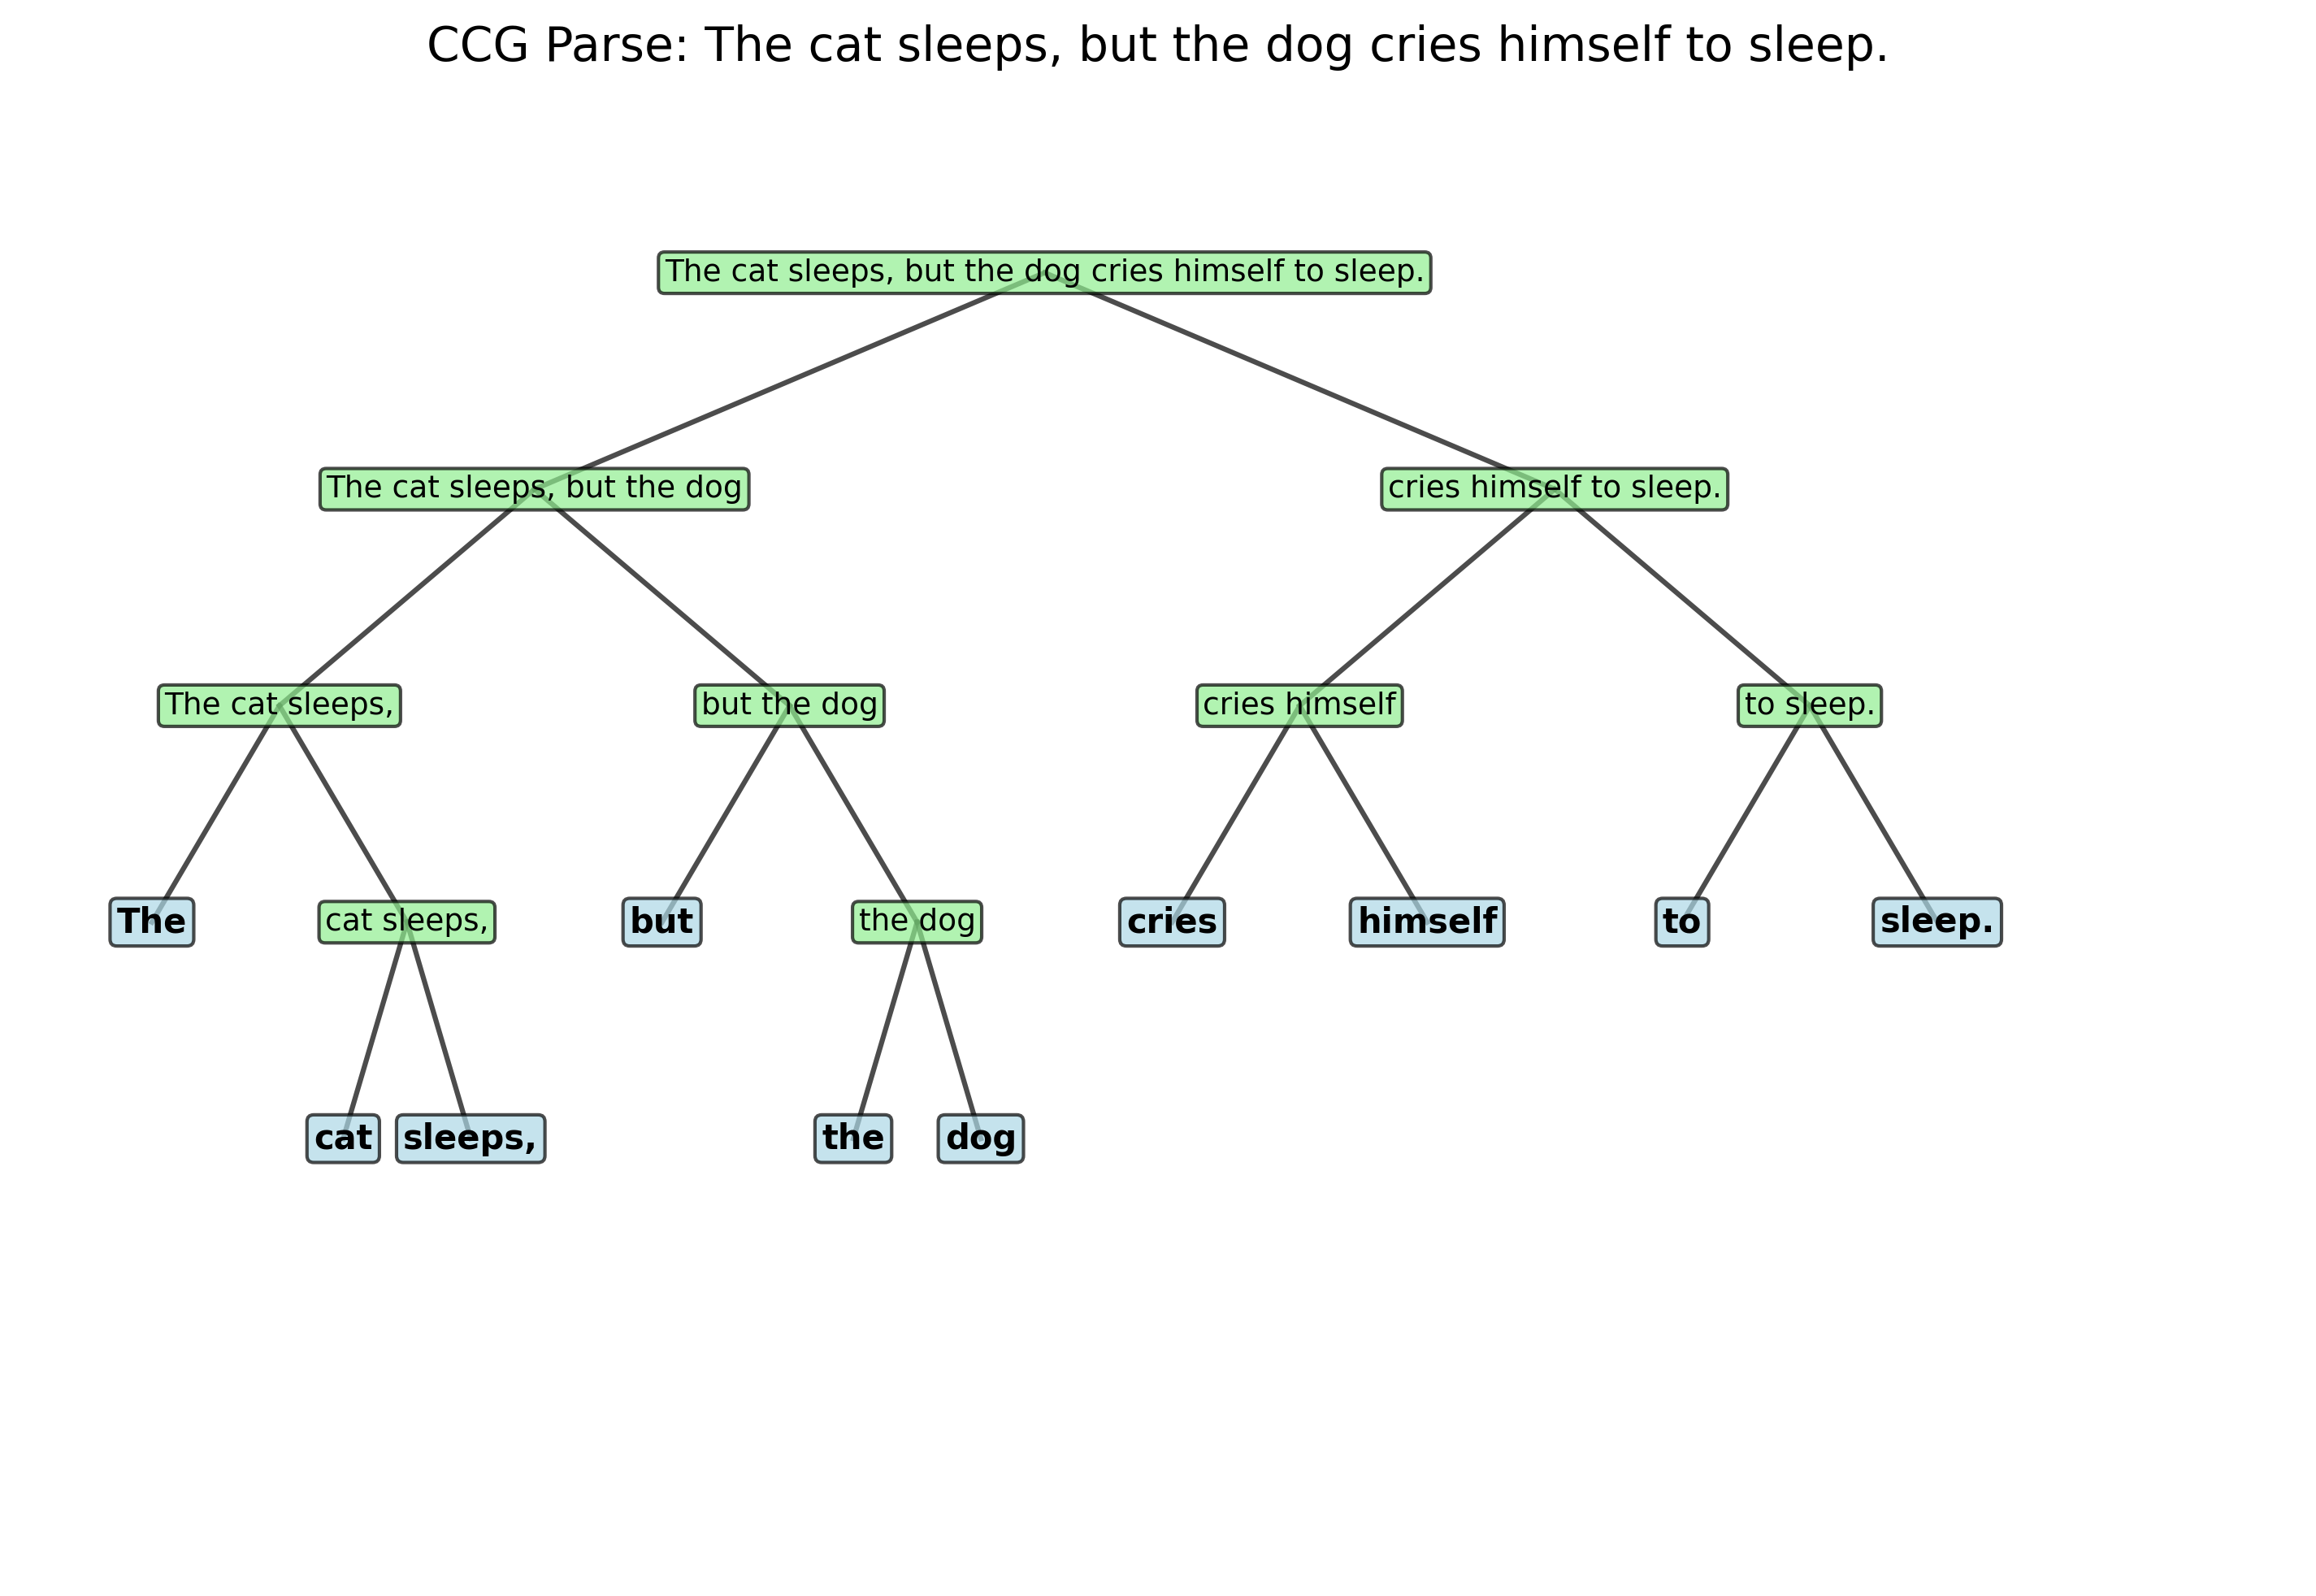 CCG Parse: The cat sleeps, but the dog cries himself to sleep.
The cat sleeps, but the dog cries himself to sleep.
The cat sleeps, but the dog
cries himself to sleep.
The cat sleeps,
but the dog
cries himself
to sleep.
The
cat sleeps,
but
the dog
cries
himself
to
sleep.
cat
sleeps,
the
dog